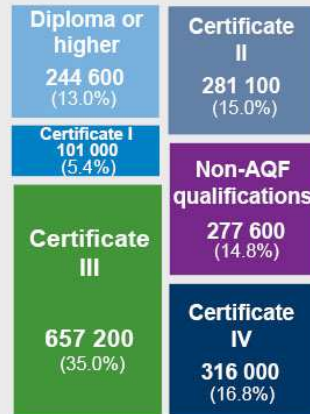 Diploma or
higher
244 600
(13.0%)
Certificate I
101 000
(5.4%)
Certificate
III
657 200
(35.0%)
Certificate
II
281 100
(15.0%)
Non-AQF
qualifications
277 600
(14.8%)
Certificate
IV
316 000
(16.8%)